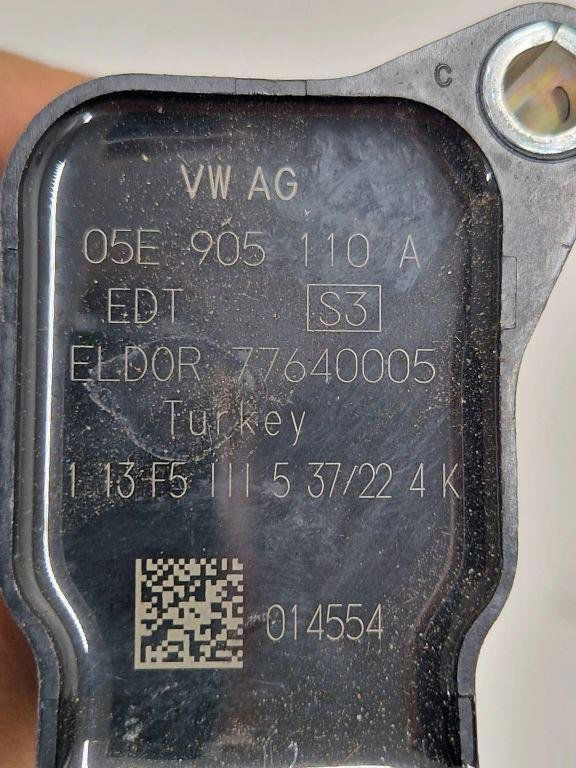 C
VW AG
05E 905 110 A
EDT S3
ELDOR 77640005
Turkey
1 13 F5 III 5 37/22 4 K
014554